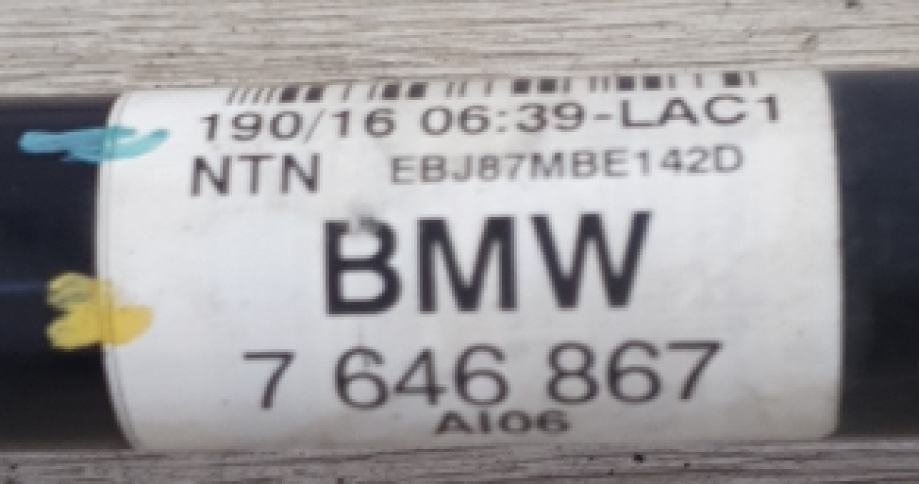 190/16 06:39-LAC1
NTN EBJ87MBE142D
BMW
7 646 867
AI06